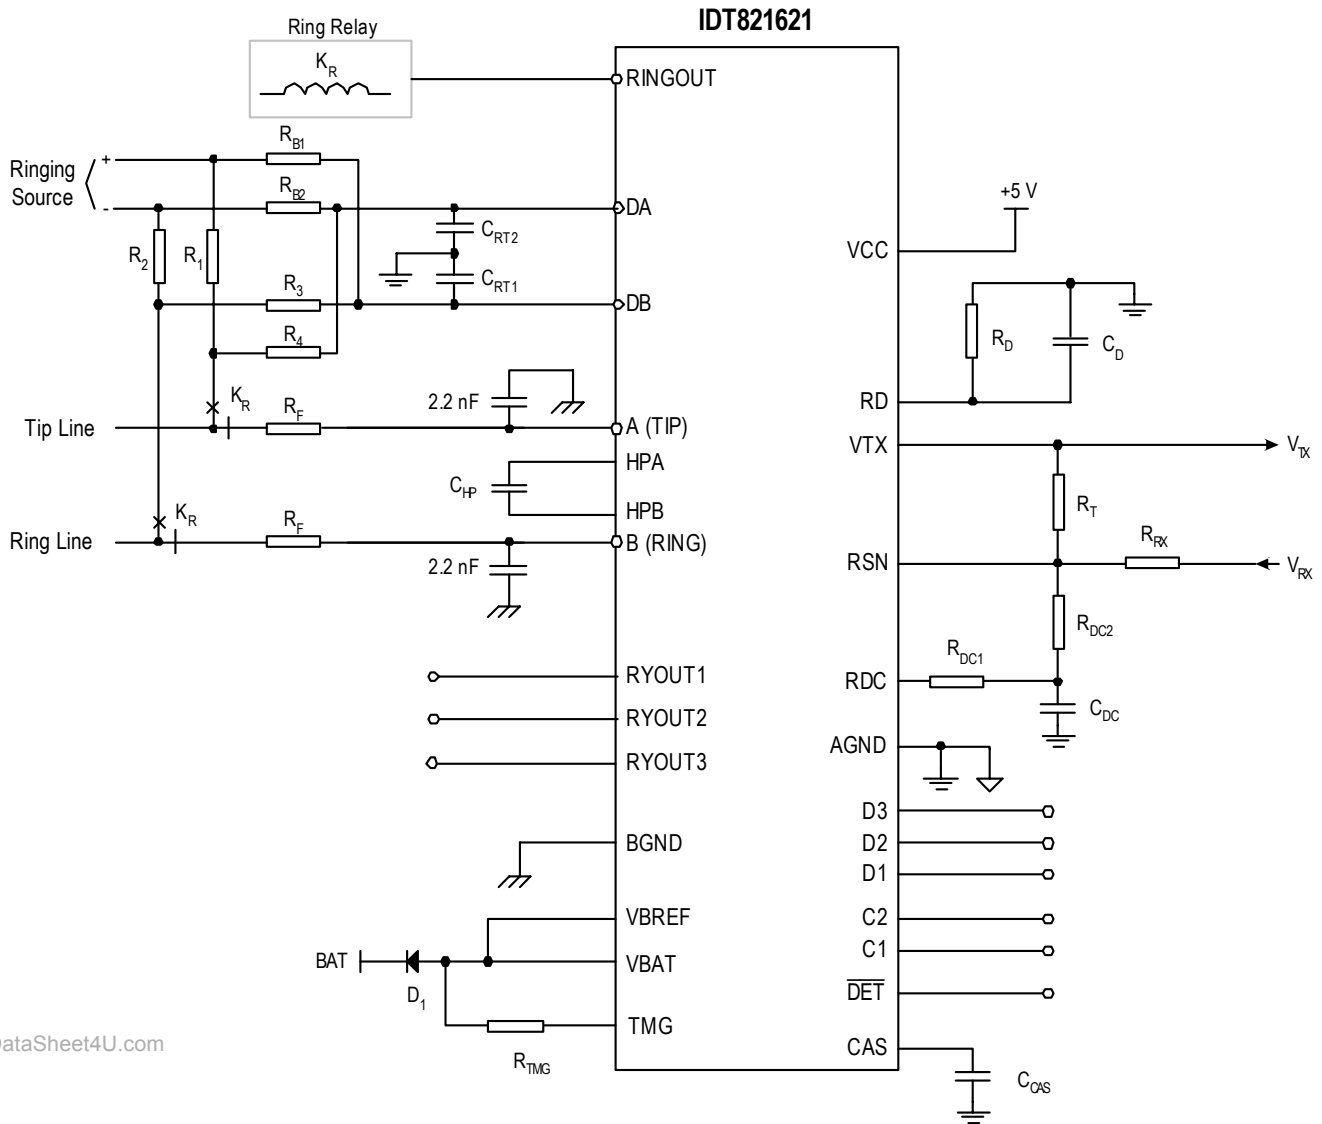 IDT821621
Ring Relay
K_R
RINGOUT
R_B1
Ringing
Source
+
-
R_B2
DA
+5 V
VCC
C_RT2
R_2
R_1
C_RT1
R_3
DB
R_4
R_D
C_D
K_R
R_F
2.2 nF
RD
Tip Line
A (TIP)
VTX
V_TX
HPA
C_HP
HPB
R_T
K_R
R_F
R_RX
Ring Line
B (RING)
2.2 nF
RSN
V_RX
R_DC2
R_DC1
RYOUT1
RDC
C_DC
RYOUT2
AGND
RYOUT3
D3
BGND
D2
D1
VBREF
C2
C1
BAT
VBAT
D_1
DET
TMG
CAS
R_TMG
C_CAS
DataSheet4U.com